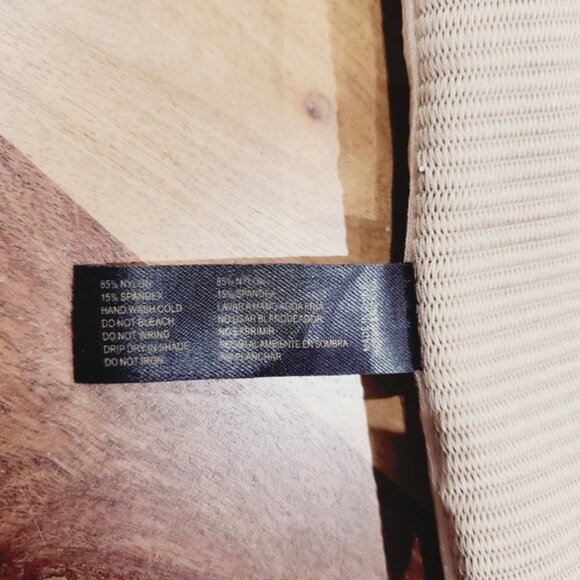 85% NYLON
15% SPANDEX
HAND WASH COLD
DO NOT BLEACH
DO NOT WRING
DRIP DRY IN SHADE
DO NOT IRON
85% NYLON
15% SPANDEX
LAVAR A MANO AGUA FRIA
NO USAR BLANQUEADOR
NO EXPRIMIR
AL AMBIENTE EN SOMBRA
NO PLANCHAR